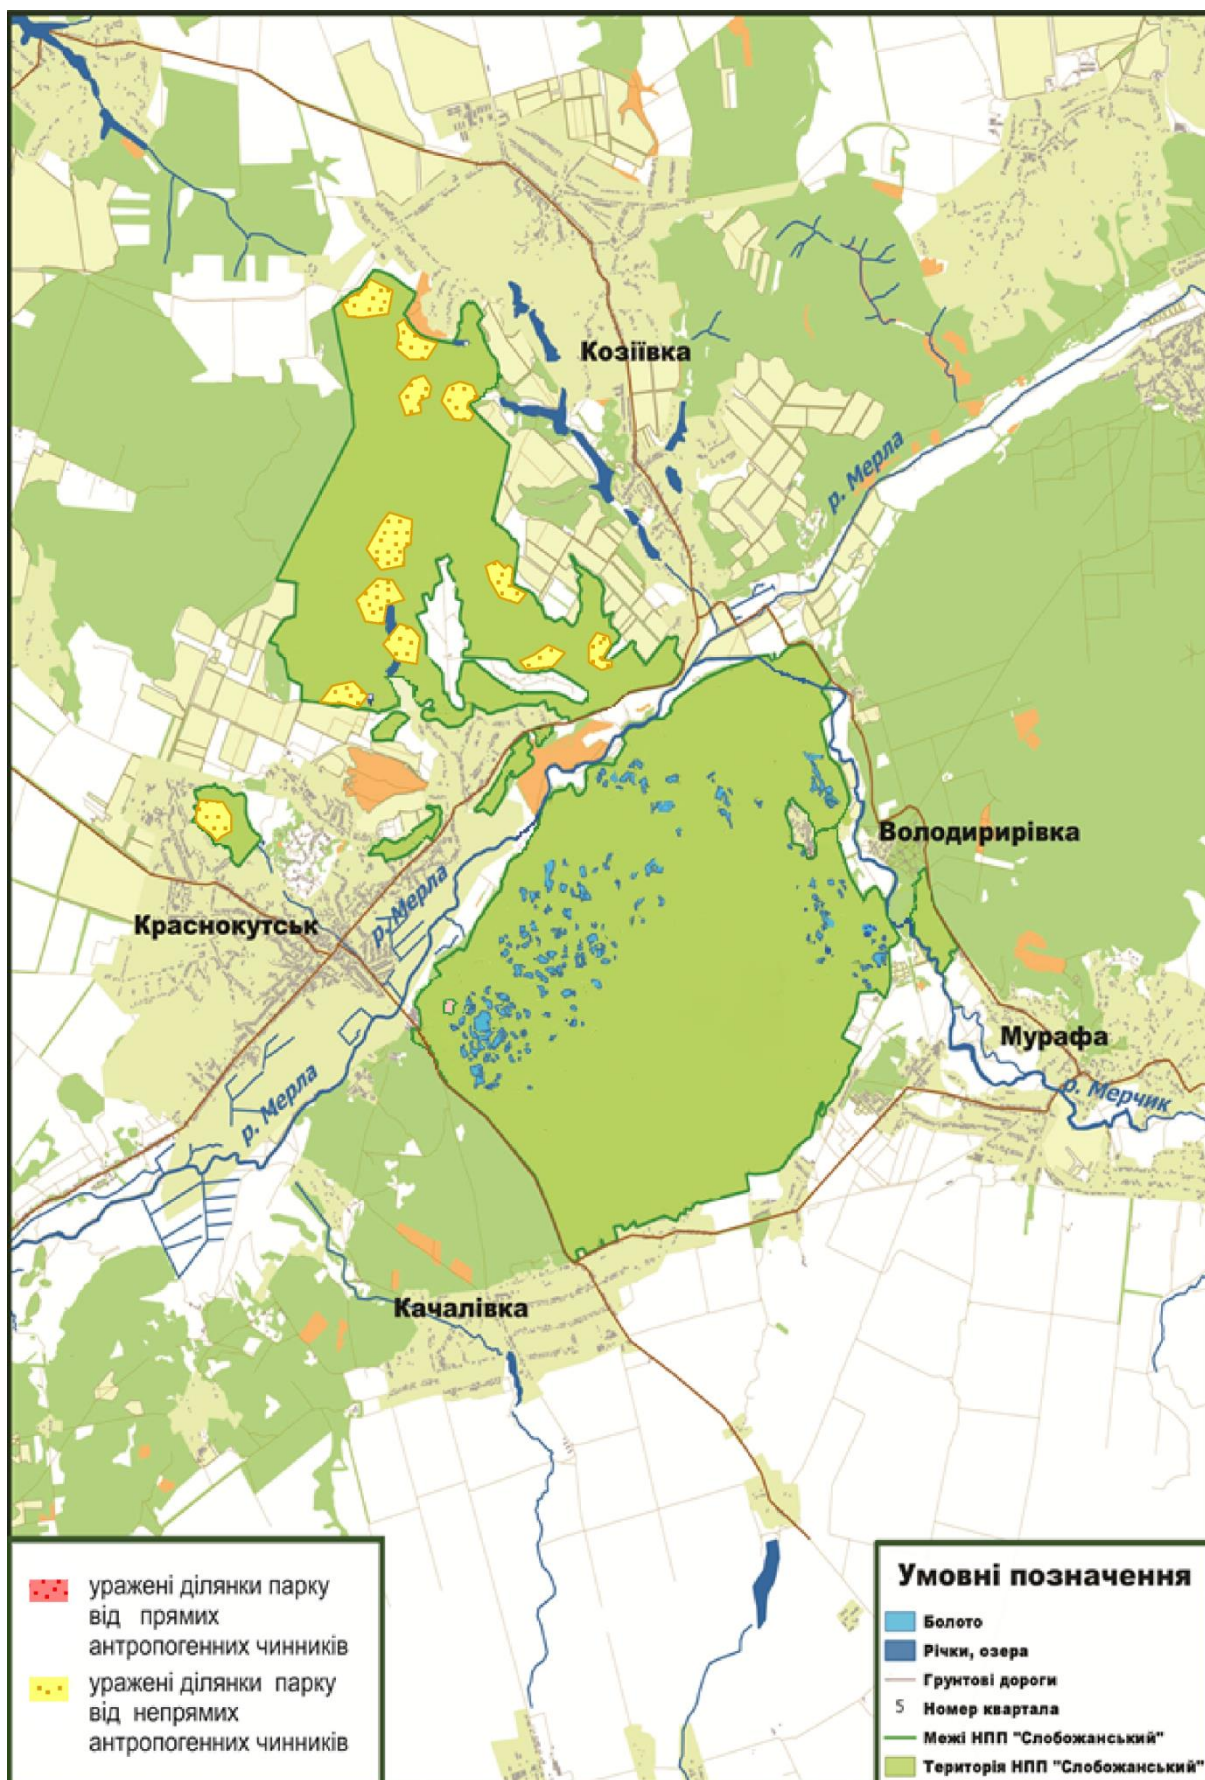 Козіївка
р. Мерла
Володирирівка
Краснокутськ
р. Мерла
Мурафа
р. Мерла
р. Мерчик
Качалівка
уражені ділянки парку
від прямих
антропогенних чинників
уражені ділянки парку
від непрямих
антропогенних чинників
Умовні позначення
Болото
Річки, озера
Грунтові дороги
5 Номер квартала
Межі НПП "Слобожанський"
Територія НПП "Слобожанський"